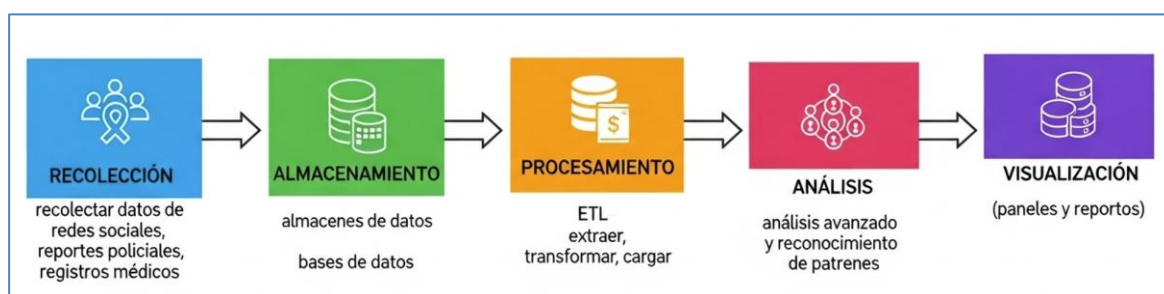 RECOLECCIÓN
recolectar datos de
redes sociales,
reportes policiales,
registros médicos
ALMACENAMIENTO
almacenes de datos
bases de datos
PROCESAMIENTO
$
ETL
extraer,
transformar, cargar
ANÁLISIS
análisis avanzado
y reconocimiento
de patrenes
VISUALIZACIÓN
(paneles y reportos)